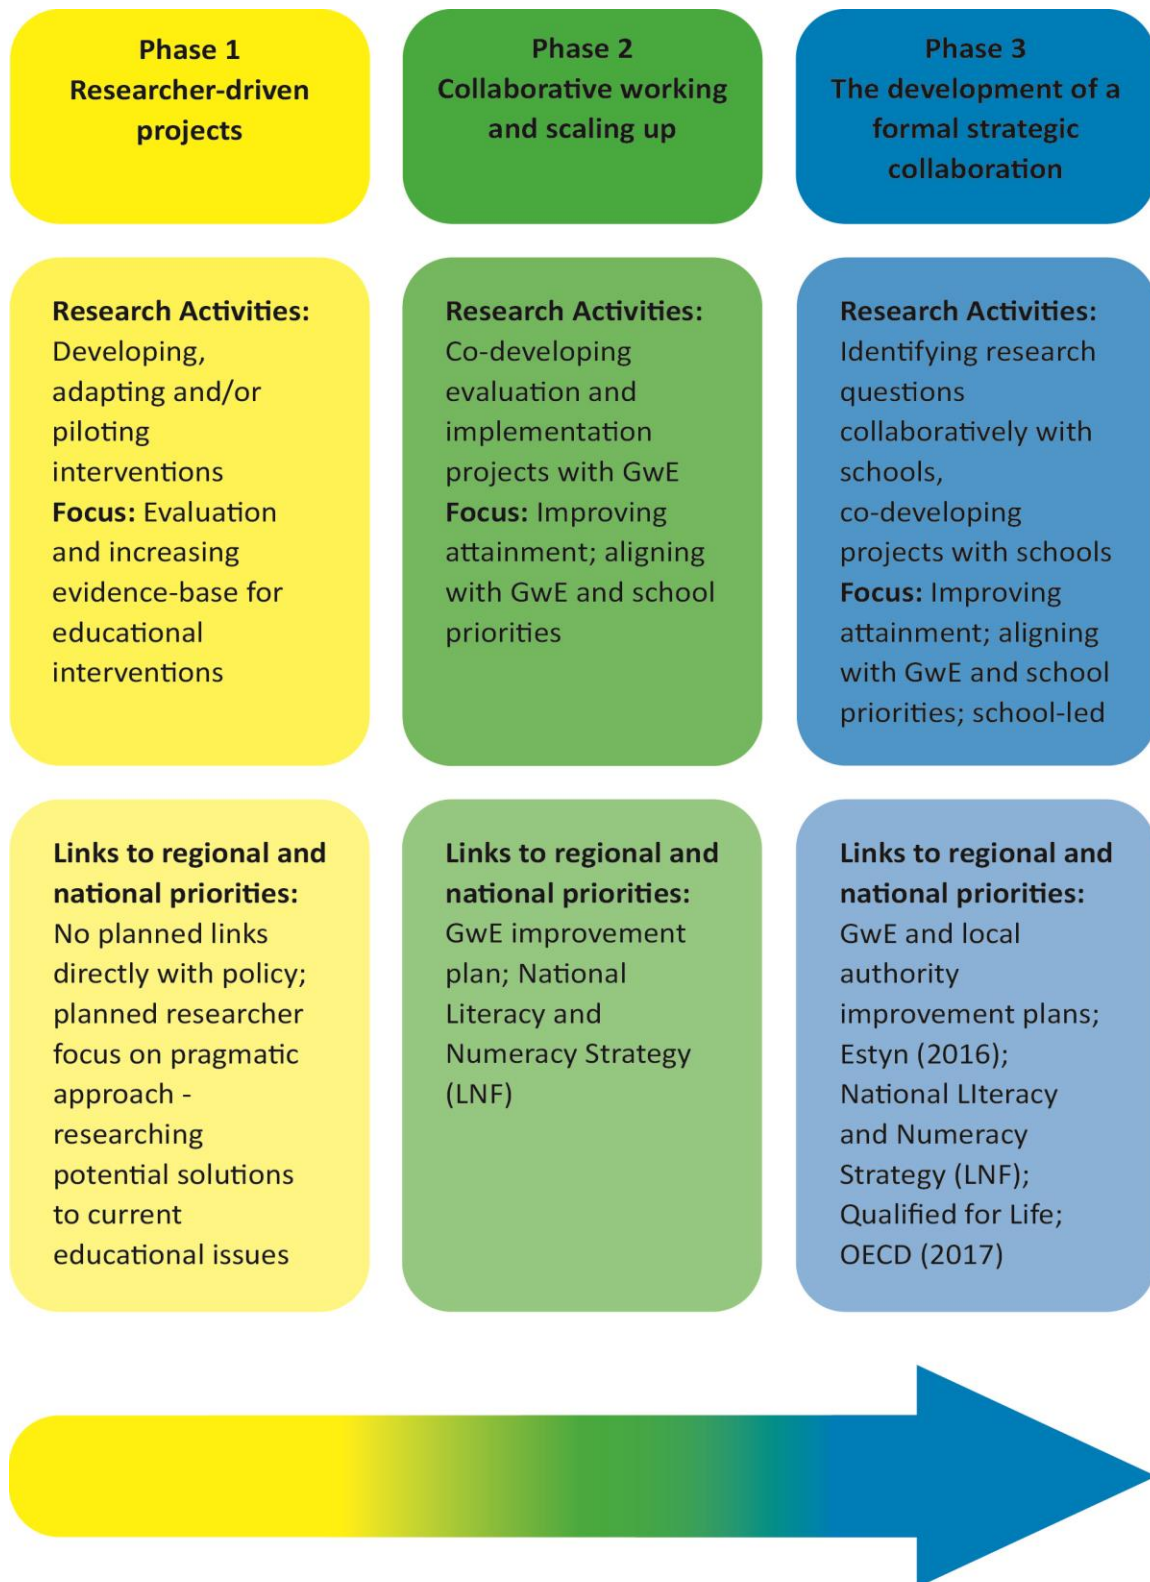 Phase 1
Researcher-driven
projects
Phase 2
Collaborative working
and scaling up
Phase 3
The development of a
formal strategic
collaboration
Research Activities:
Developing,
adapting and/or
piloting
interventions
Focus: Evaluation
and increasing
evidence-base for
educational
interventions
Research Activities:
Co-developing
evaluation and
implementation
projects with GwE
Focus: Improving
attainment; aligning
with GwE and school
priorities
Research Activities:
Identifying research
questions
collaboratively with
schools,
co-developing
projects with schools
Focus: Improving
attainment; aligning
with GwE and school
priorities; school-led
Links to regional and
national priorities:
No planned links
directly with policy;
planned researcher
focus on pragmatic
approach -
researching
potential solutions
to current
educational issues
Links to regional and
national priorities:
GwE improvement
plan; National
Literacy and
Numeracy Strategy
(LNF)
Links to regional and
national priorities:
GwE and local
authority
improvement plans;
Estyn (2016);
National LIteracy
and Numeracy
Strategy (LNF);
Qualified for Life;
OECD (2017)